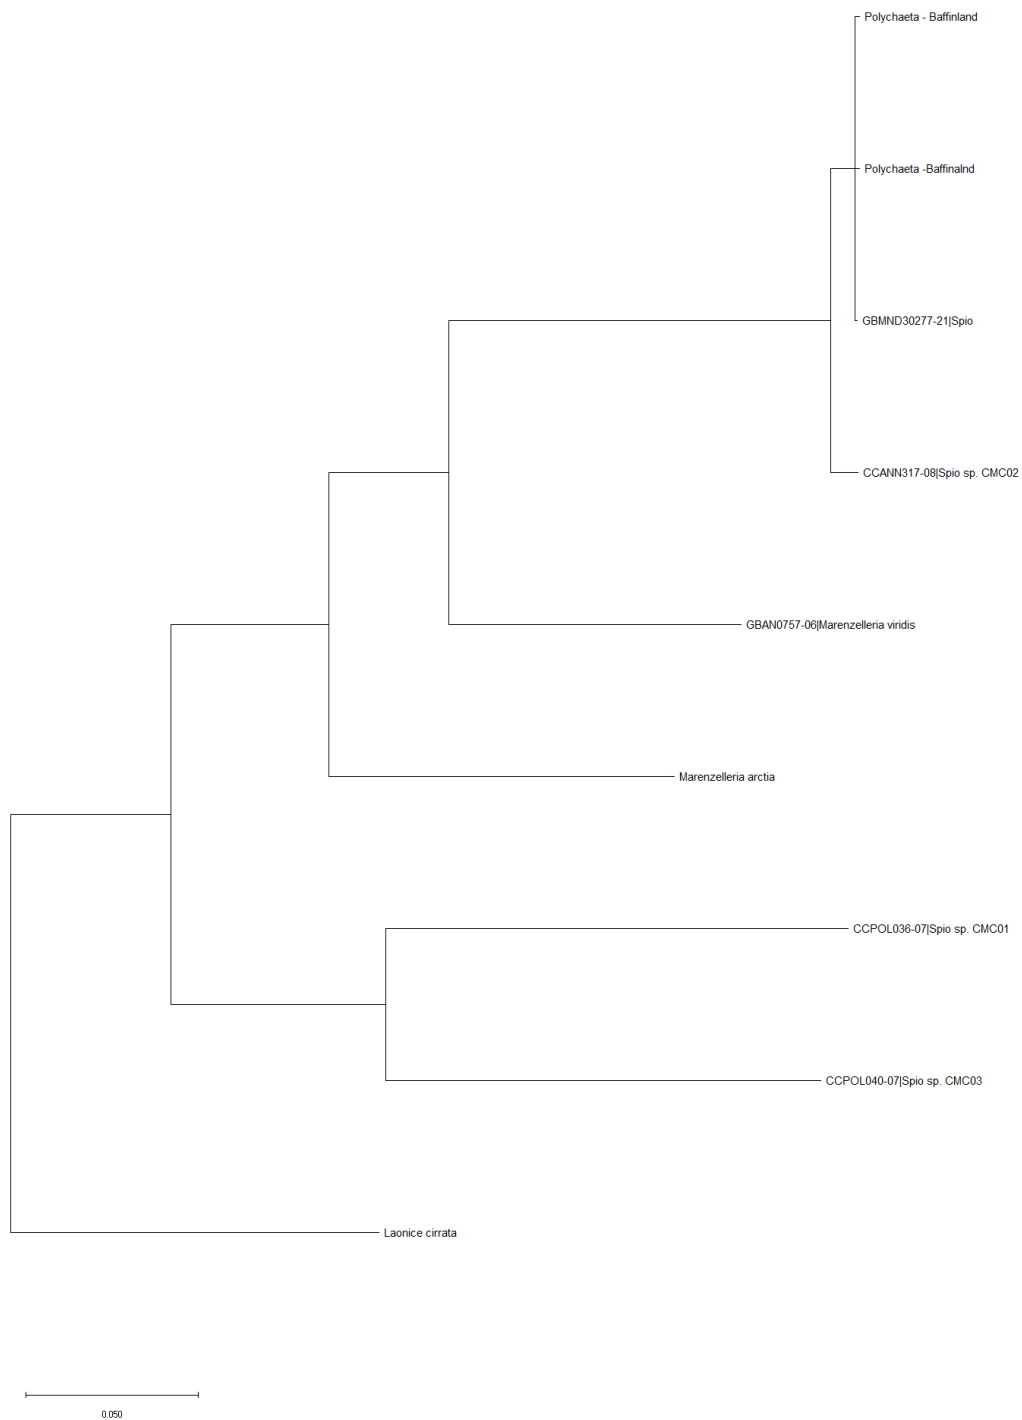 Polychaeta - Baffinland
Polychaeta -Baffinalnd
GBMND30277-21|Spio
CCANN317-08|Spio sp. CMC02
GBAN0757-06|Marenzelleria viridis
Marenzelleria arctia
CCPOL036-07|Spio sp. CMC01
CCPOL040-07|Spio sp. CMC03
Laonice cirrata
0.050